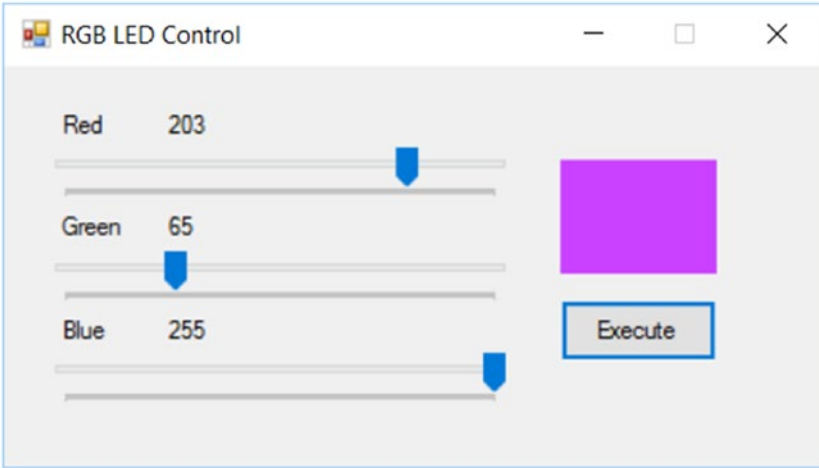 RGB LED Control
Red 203
Green 65
Blue 255
Execute